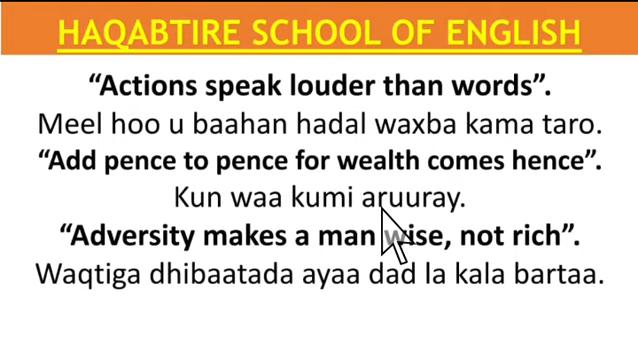 HAQABTIRE SCHOOL OF ENGLISH
“Actions speak louder than words”.
Meel hoo u baahan hadal waxba kama taro.
“Add pence to pence for wealth comes hence”.
Kun waa kumi aruuray.
“Adversity makes a man wise, not rich”.
Waqtiga dhibaatada ayaa dad la kala bartaa.